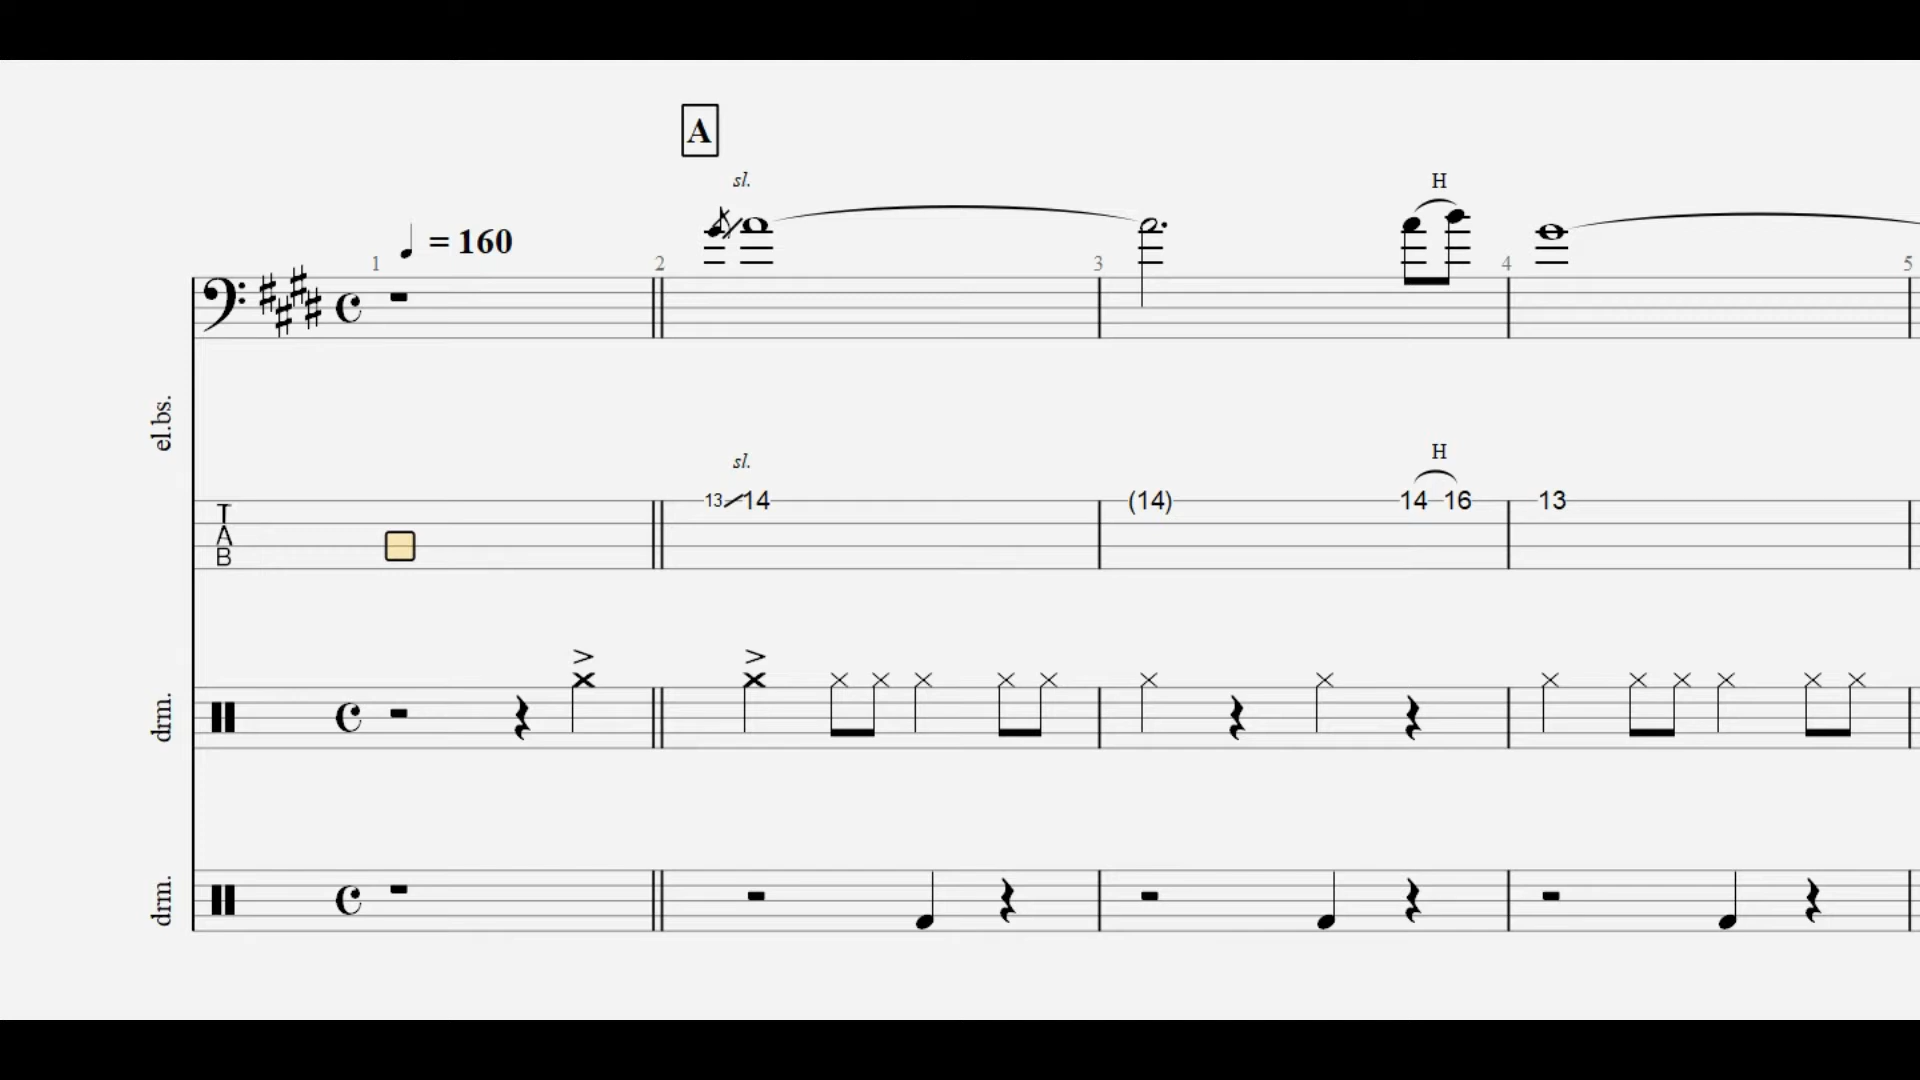 A
sl.
H
= 160
1
2
3
4
5
el.bs.
sl.
H
T
A
B
13 14
(14)
14 16
13
drm.
drm.